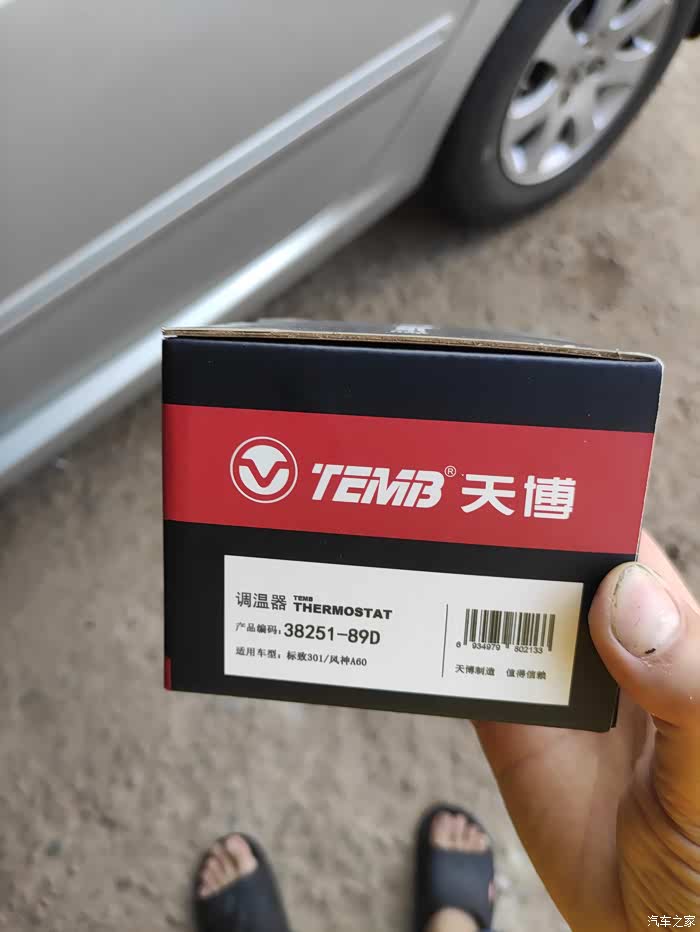 TEMB® 天博
调温器 TEMB THERMOSTAT
产品编码: 38251-89D
适用车型: 标致301/风神A60
6 934979 802133
天博制造 值得信赖
汽车之家